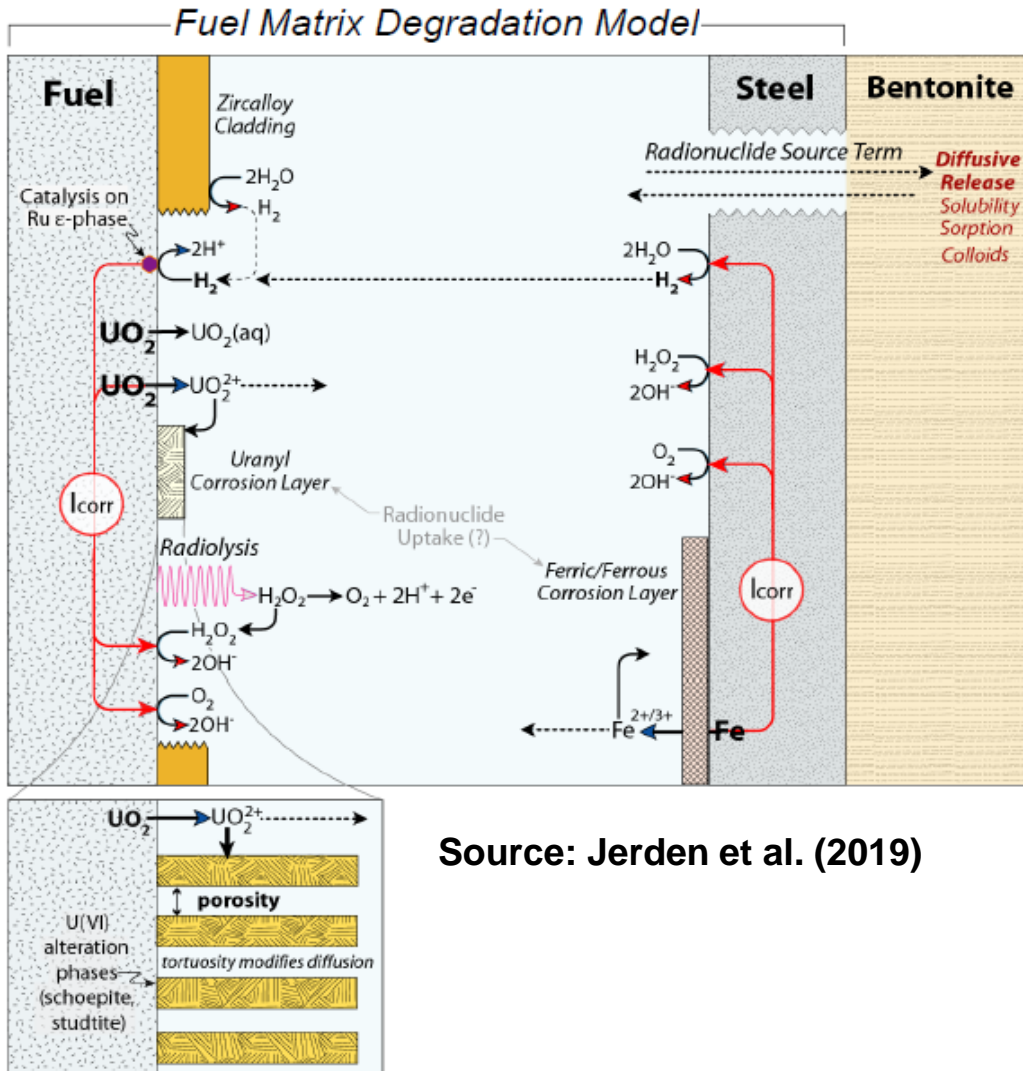 Fuel Matrix Degradation Model
Fuel
Zircalloy
Cladding
Steel
Bentonite
2H₂O
H₂
Radionuclide Source Term
Diffusive
Release
Solubility
Sorption
Colloids
Catalysis on
Ru ε-phase
2H⁺
H₂
2H₂O
H₂
UO₂
UO₂(aq)
UO₂
UO₂²⁺
H₂O₂
2OH⁻
Uranyl
Corrosion Layer
O₂
2OH⁻
Icorr
Radionuclide
Uptake (?)
Radiolysis
H₂O₂
O₂ + 2H⁺ + 2e⁻
Ferric/Ferrous
Corrosion Layer
Icorr
H₂O₂
2OH⁻
O₂
2OH⁻
Fe ²⁺/³⁺
Fe
UO₂
UO₂²⁺
porosity
U(VI)
alteration
phases
(schoepite,
studtite)
tortuosity modifies diffusion
Source: Jerden et al. (2019)